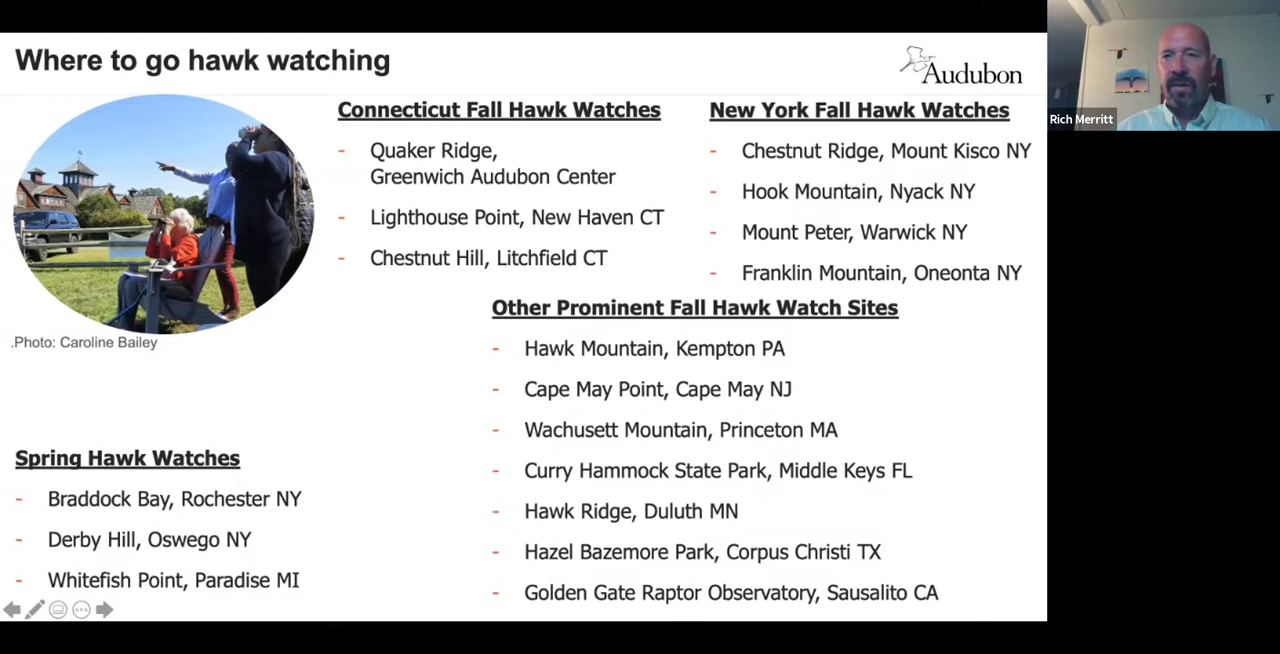 Where to go hawk watching
Audubon
Rich Merritt
Connecticut Fall Hawk Watches
- Quaker Ridge,
Greenwich Audubon Center
- Lighthouse Point, New Haven CT
- Chestnut Hill, Litchfield CT
New York Fall Hawk Watches
- Chestnut Ridge, Mount Kisco NY
- Hook Mountain, Nyack NY
- Mount Peter, Warwick NY
- Franklin Mountain, Oneonta NY
.Photo: Caroline Bailey
Other Prominent Fall Hawk Watch Sites
- Hawk Mountain, Kempton PA
- Cape May Point, Cape May NJ
- Wachusett Mountain, Princeton MA
- Curry Hammock State Park, Middle Keys FL
- Hawk Ridge, Duluth MN
- Hazel Bazemore Park, Corpus Christi TX
- Golden Gate Raptor Observatory, Sausalito CA
Spring Hawk Watches
- Braddock Bay, Rochester NY
- Derby Hill, Oswego NY
- Whitefish Point, Paradise MI